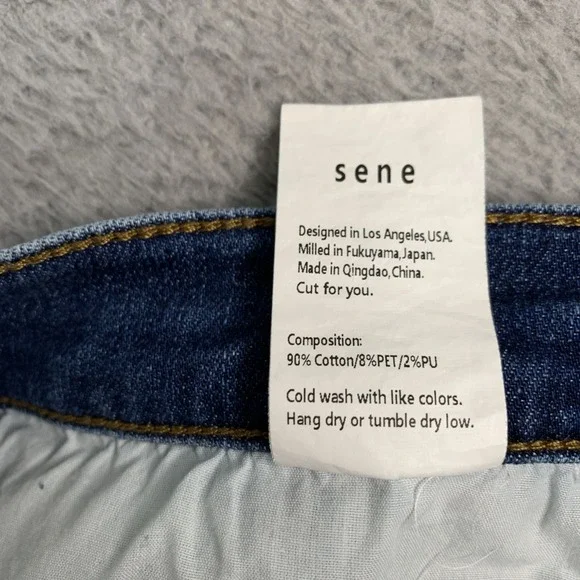 sene
Designed in Los Angeles,USA.
Milled in Fukuyama,Japan.
Made in Qingdao,China.
Cut for you.
Composition:
90% Cotton/8%PET/2%PU
Cold wash with like colors.
Hang dry or tumble dry low.